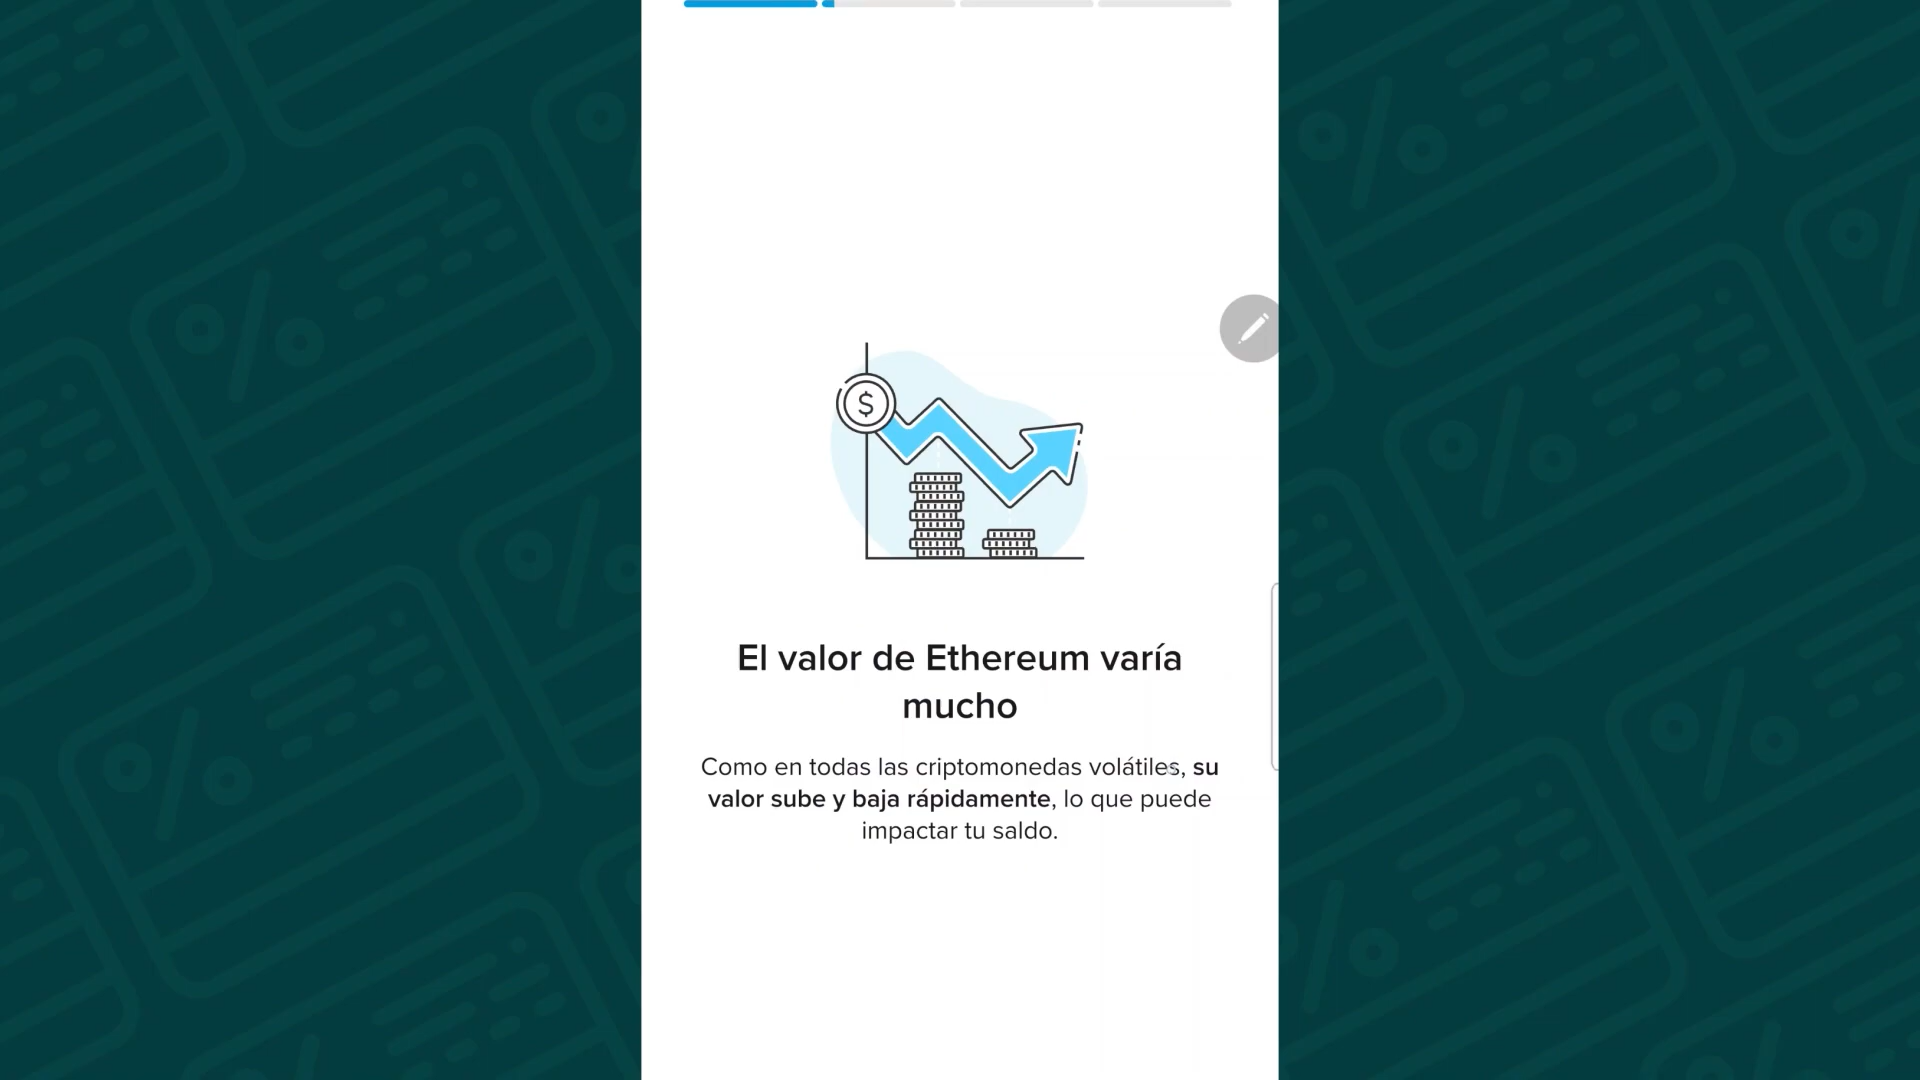 $
El valor de Ethereum varía
mucho
Como en todas las criptomonedas volátiles, su
valor sube y baja rápidamente, lo que puede
impactar tu saldo.